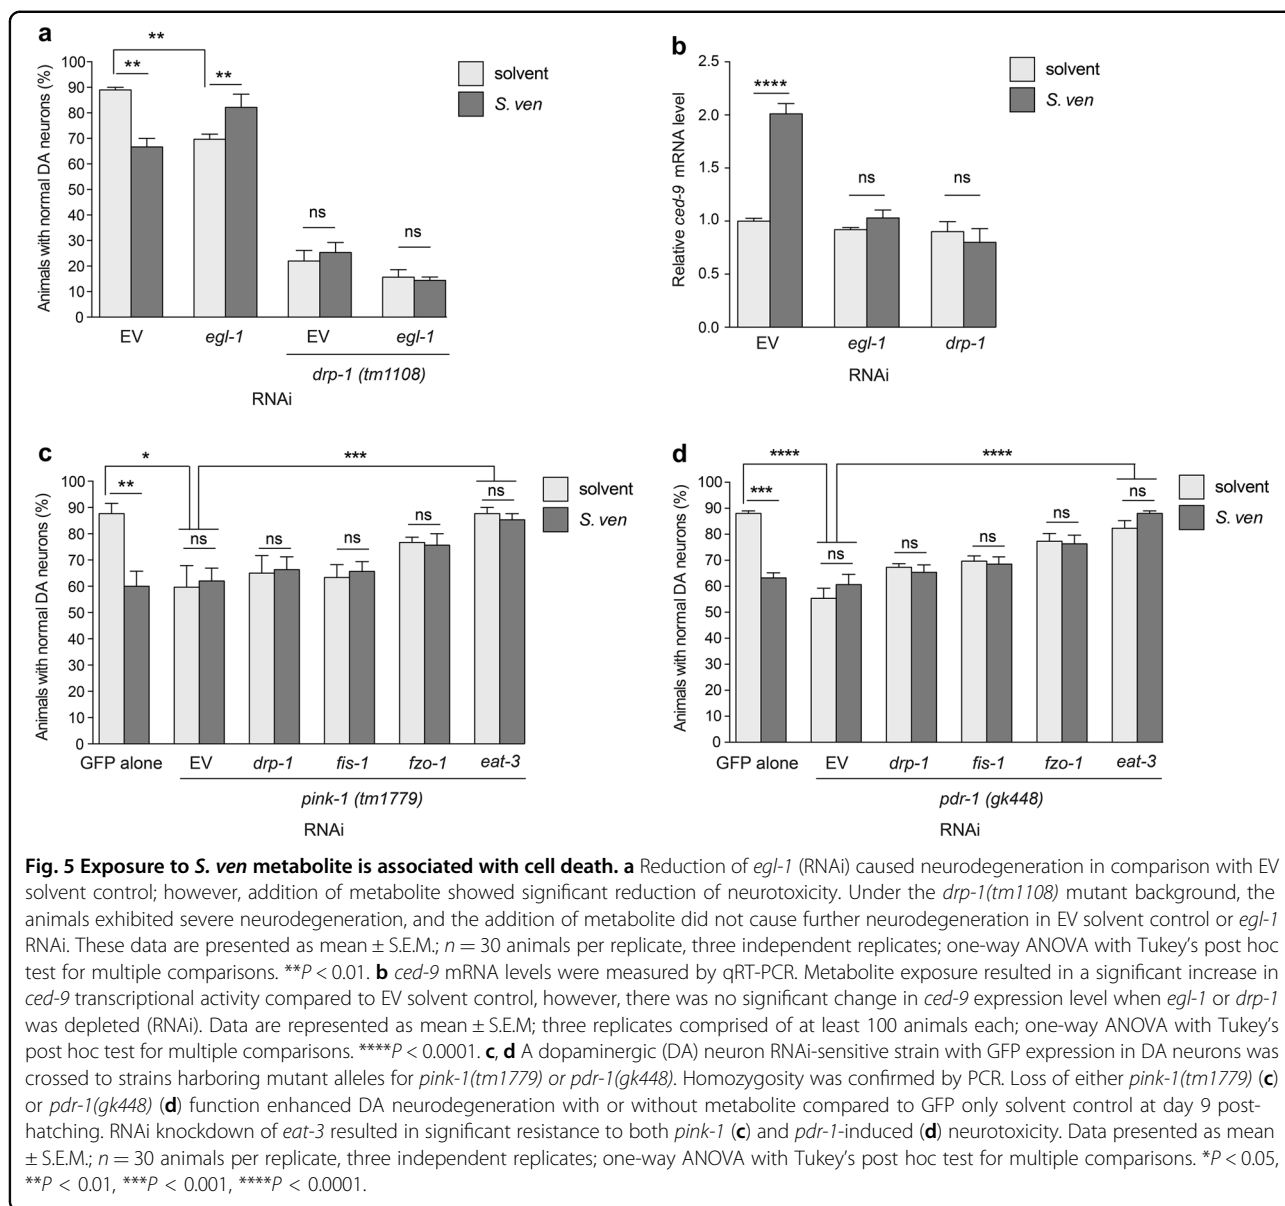 a
**
**
**
ns
ns
solvent
S. ven
Animals with normal DA neurons (%)
100
90
80
70
60
50
40
30
20
10
0
EV
egl-1
EV
egl-1
drp-1 (tm1108)
RNAi
b
****
ns
ns
solvent
S. ven
Relative ced-9 mRNA level
2.5
2.0
1.5
1.0
0.5
0.0
EV
egl-1
drp-1
RNAi
c
*
***
**
ns
ns
ns
ns
ns
solvent
S. ven
Animals with normal DA neurons (%)
100
90
80
70
60
50
40
30
20
10
0
GFP alone
EV
drp-1
fis-1
fzo-1
eat-3
pink-1 (tm1779)
RNAi
d
****
****
***
ns
ns
ns
ns
ns
solvent
S. ven
Animals with normal DA neurons (%)
100
90
80
70
60
50
40
30
20
10
0
GFP alone
EV
drp-1
fis-1
fzo-1
eat-3
pdr-1 (gk448)
RNAi
Fig. 5 Exposure to S. ven metabolite is associated with cell death. a Reduction of egl-1 (RNAi) caused neurodegeneration in comparison with EV
solvent control; however, addition of metabolite showed significant reduction of neurotoxicity. Under the drp-1(tm1108) mutant background, the
animals exhibited severe neurodegeneration, and the addition of metabolite did not cause further neurodegeneration in EV solvent control or egl-1
RNAi. These data are presented as mean ± S.E.M.; n = 30 animals per replicate, three independent replicates; one-way ANOVA with Tukey's post hoc
test for multiple comparisons. **P < 0.01. b ced-9 mRNA levels were measured by qRT-PCR. Metabolite exposure resulted in a significant increase in
ced-9 transcriptional activity compared to EV solvent control, however, there was no significant change in ced-9 expression level when egl-1 or drp-1
was depleted (RNAi). Data are represented as mean ± S.E.M; three replicates comprised of at least 100 animals each; one-way ANOVA with Tukey's
post hoc test for multiple comparisons. ****P < 0.0001. c, d A dopaminergic (DA) neuron RNAi-sensitive strain with GFP expression in DA neurons was
crossed to strains harboring mutant alleles for pink-1(tm1779) or pdr-1(gk448). Homozygosity was confirmed by PCR. Loss of either pink-1(tm1779) (c)
or pdr-1(gk448) (d) function enhanced DA neurodegeneration with or without metabolite compared to GFP only solvent control at day 9 post-
hatching. RNAi knockdown of eat-3 resulted in significant resistance to both pink-1 (c) and pdr-1-induced (d) neurotoxicity. Data presented as mean
± S.E.M.; n = 30 animals per replicate, three independent replicates; one-way ANOVA with Tukey's post hoc test for multiple comparisons. *P < 0.05,
**P < 0.01, ***P < 0.001, ****P < 0.0001.